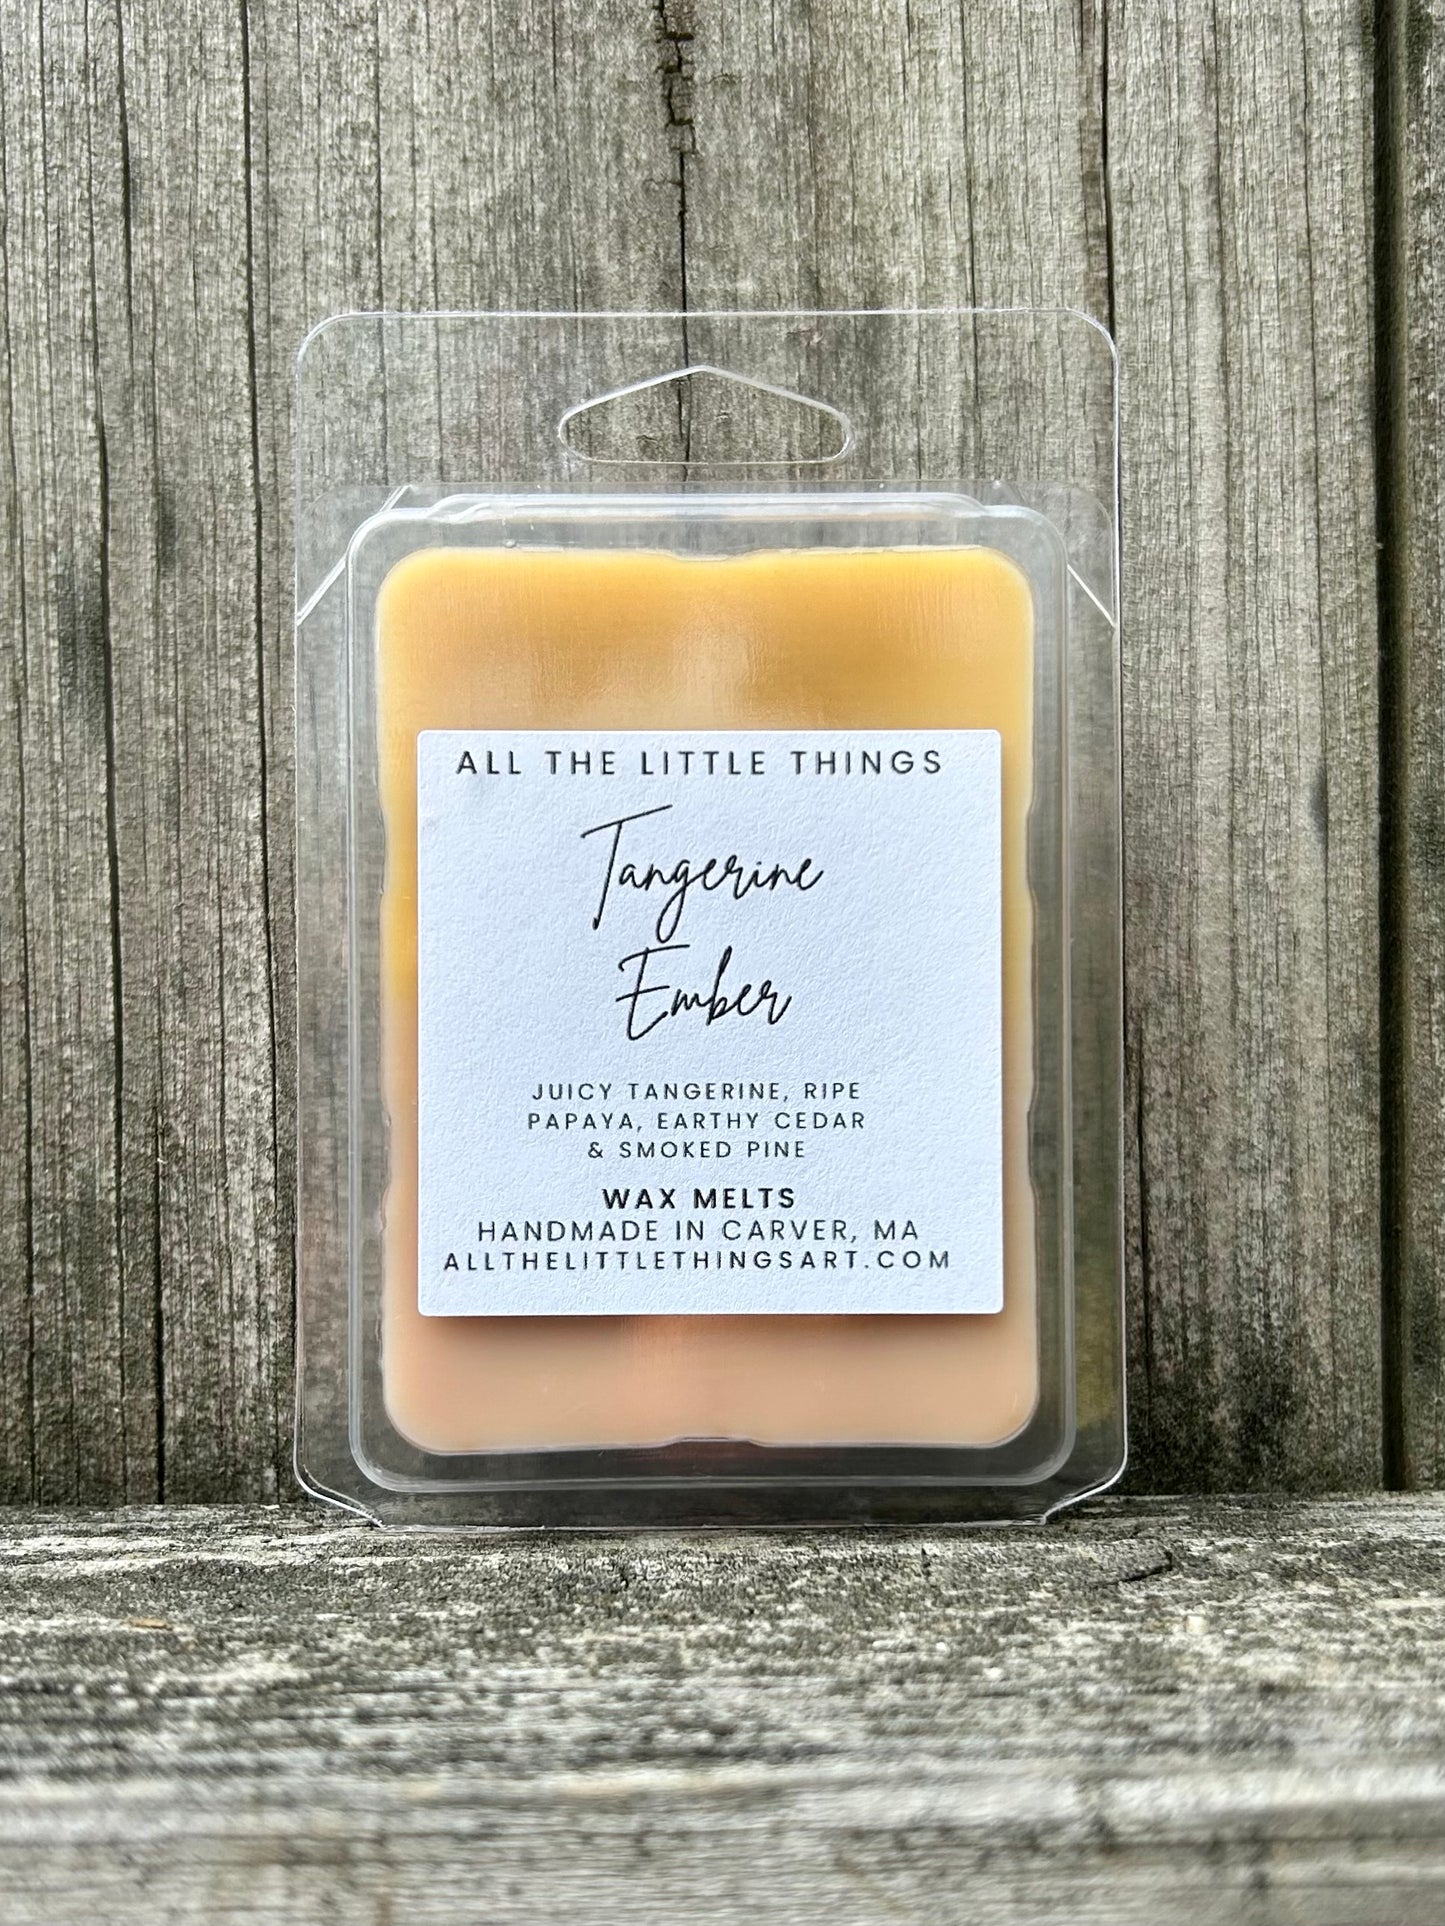 ALL THE LITTLE THINGS
Tangerine
Ember
JUICY TANGERINE, RIPE
PAPAYA, EARTHY CEDAR
& SMOKED PINE
WAX MELTS
HANDMADE IN CARVER, MA
ALLTHELITTLETHINGSART.COM